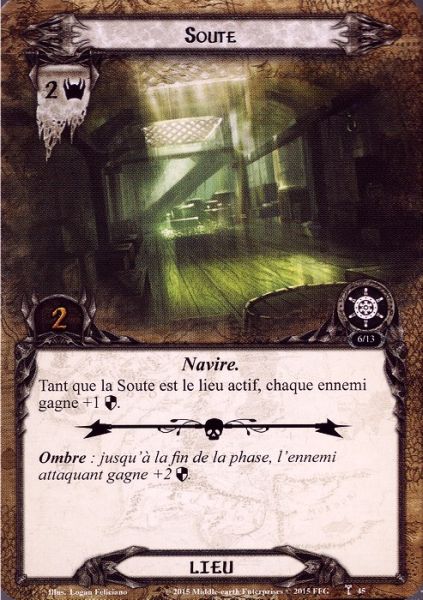 Soute
2
2
6/13
Navire.
Tant que la Soute est le lieu actif, chaque ennemi
gagne +1 .
Ombre : jusqu'à la fin de la phase, l'ennemi
attaquant gagne +2 .
LIEU
Illus. Logan Feliciano
© 2015 Middle-earth Enterprises © 2015 FFG
45